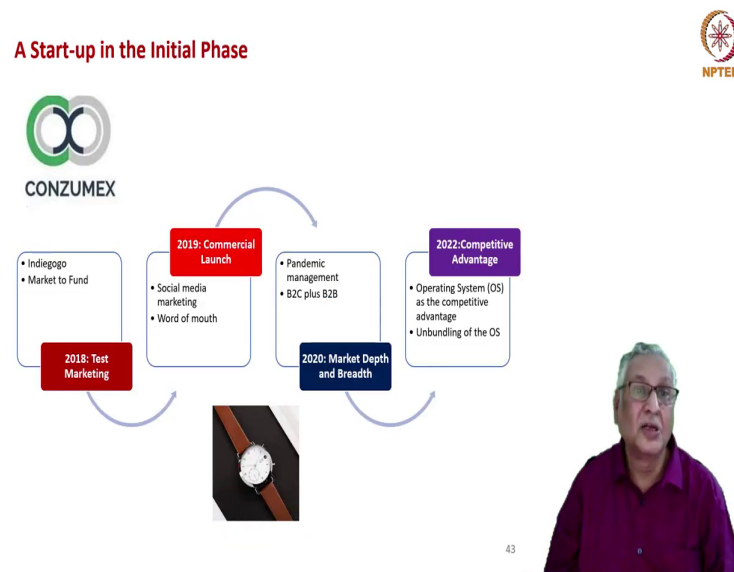 A Start-up in the Initial Phase
NPTEL
CONZUMEX
• Indiegogo
• Market to Fund
2018: Test
Marketing
2019: Commercial
Launch
• Social media
marketing
• Word of mouth
• Pandemic
management
• B2C plus B2B
2020: Market Depth
and Breadth
2022:Competitive
Advantage
• Operating System (OS)
as the competitive
advantage
• Unbundling of the OS
43